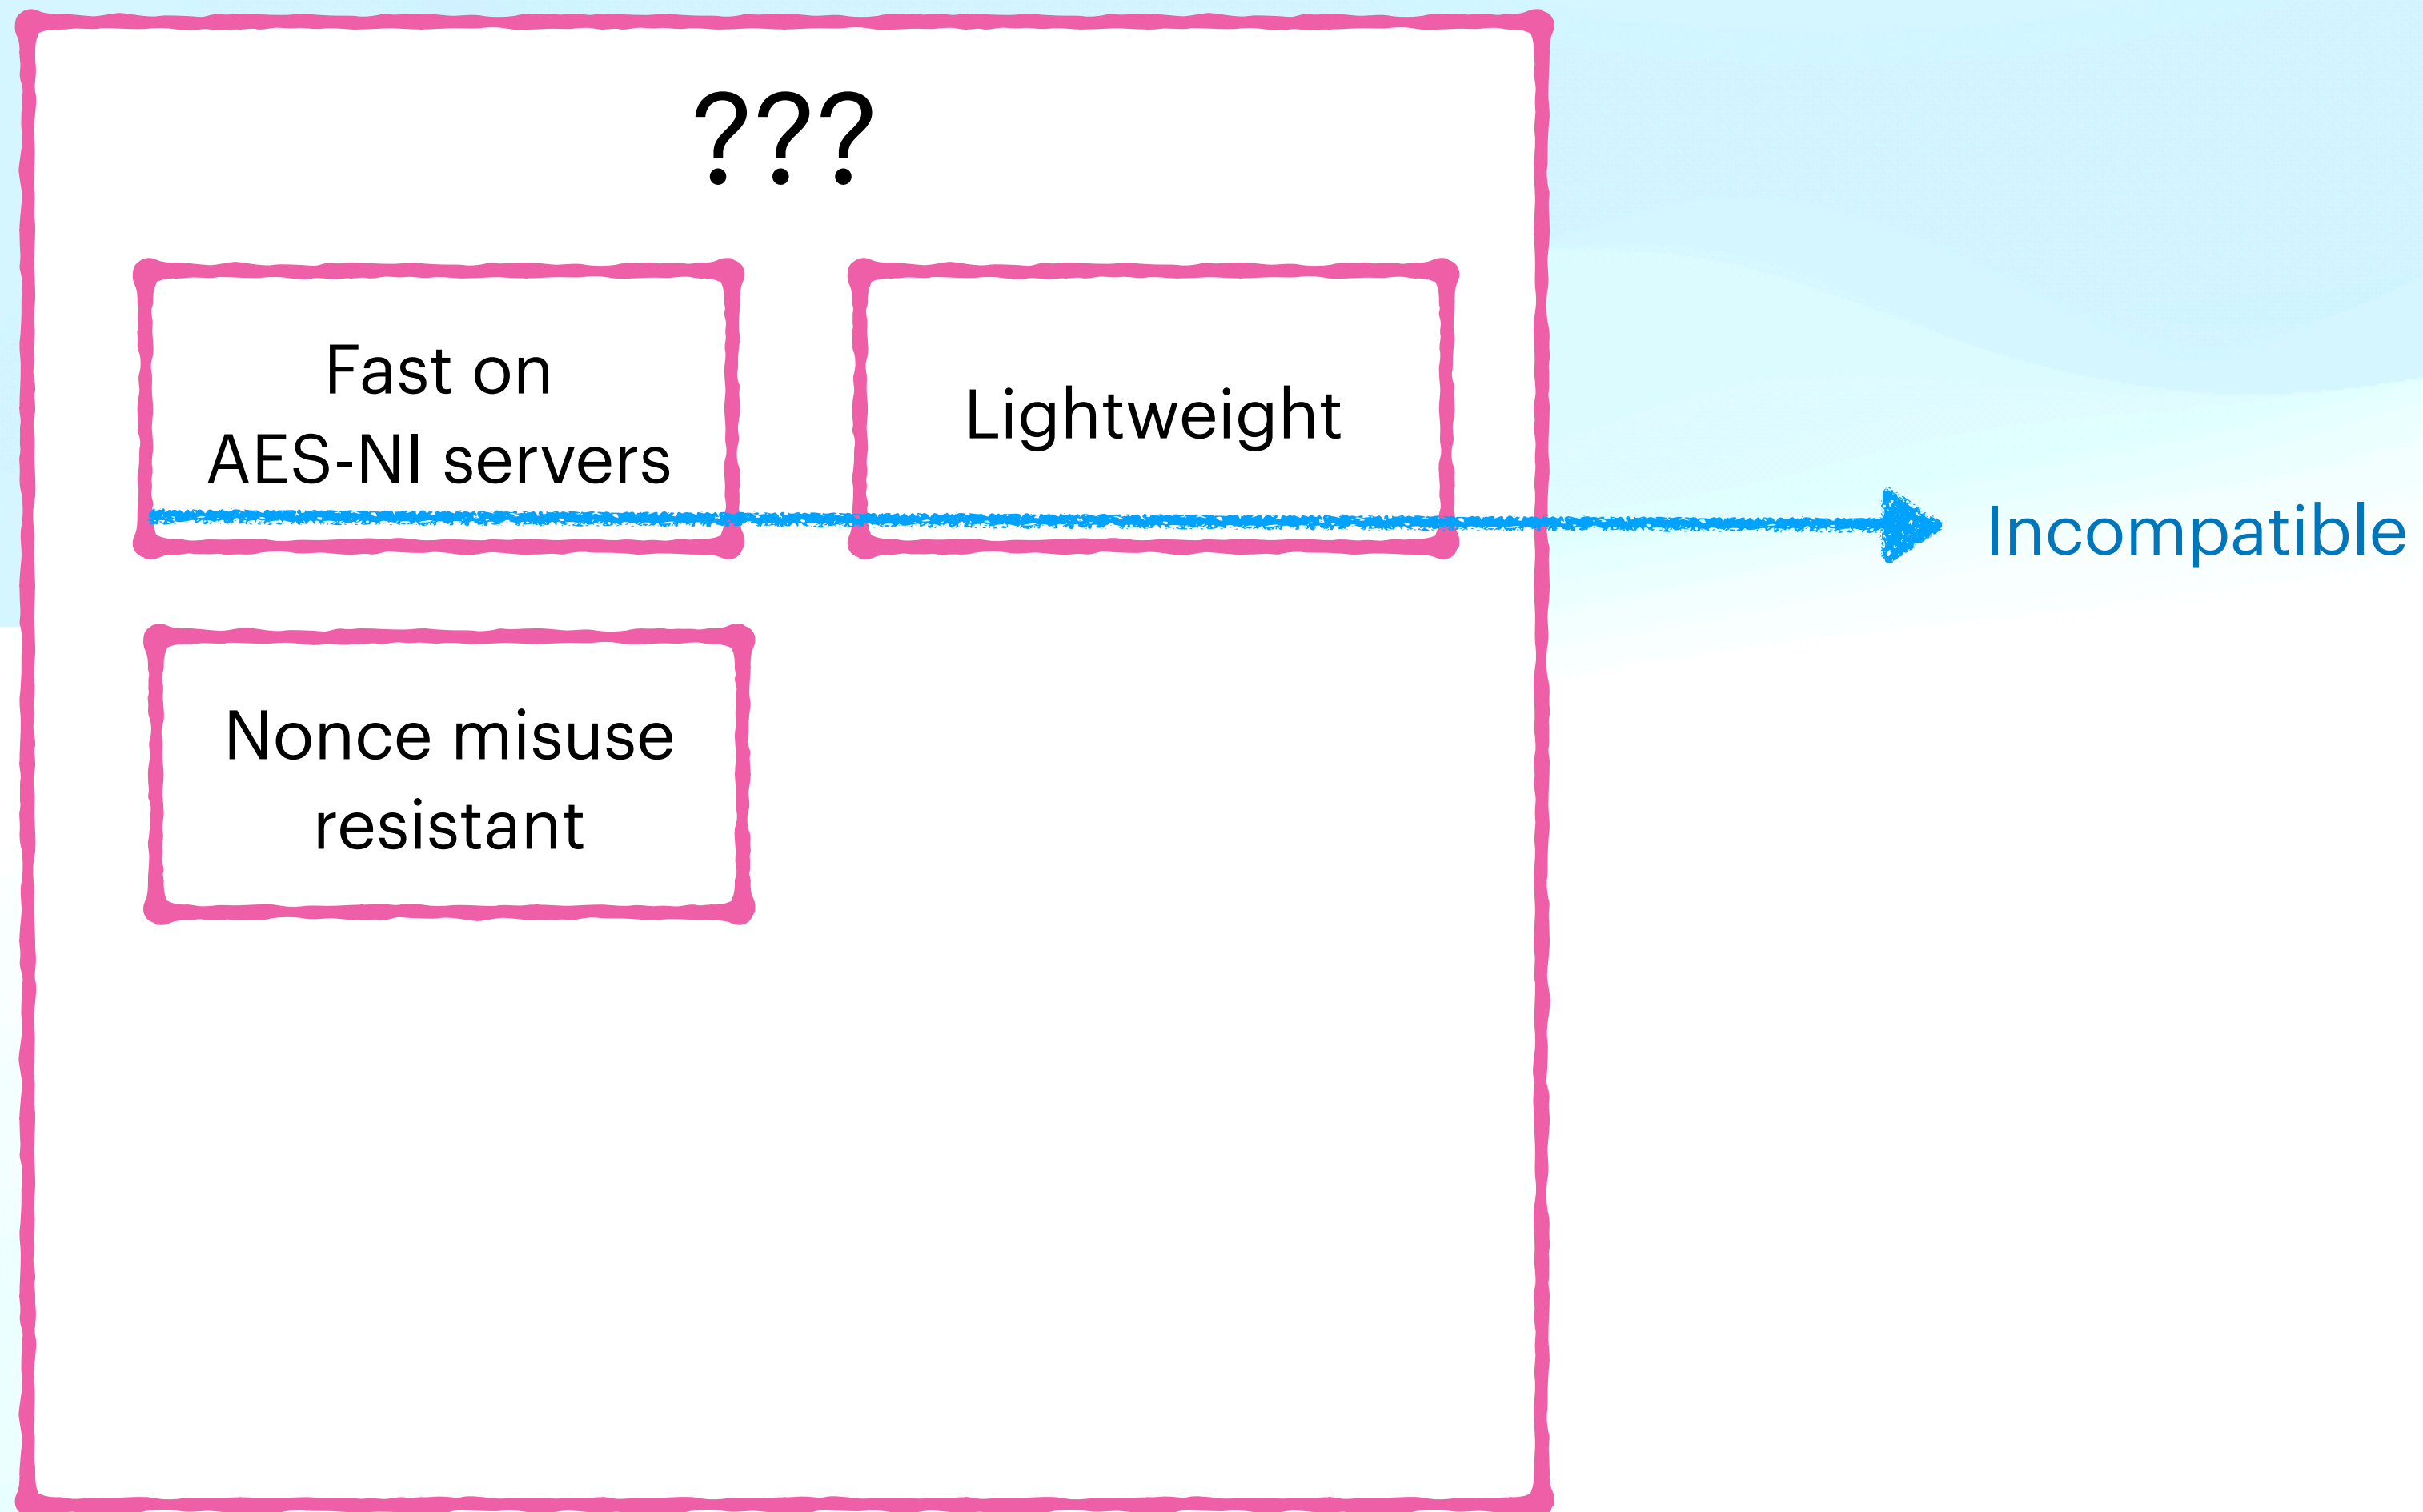 ???
Fast on
AES-NI servers
Lightweight
Incompatible
Nonce misuse
resistant